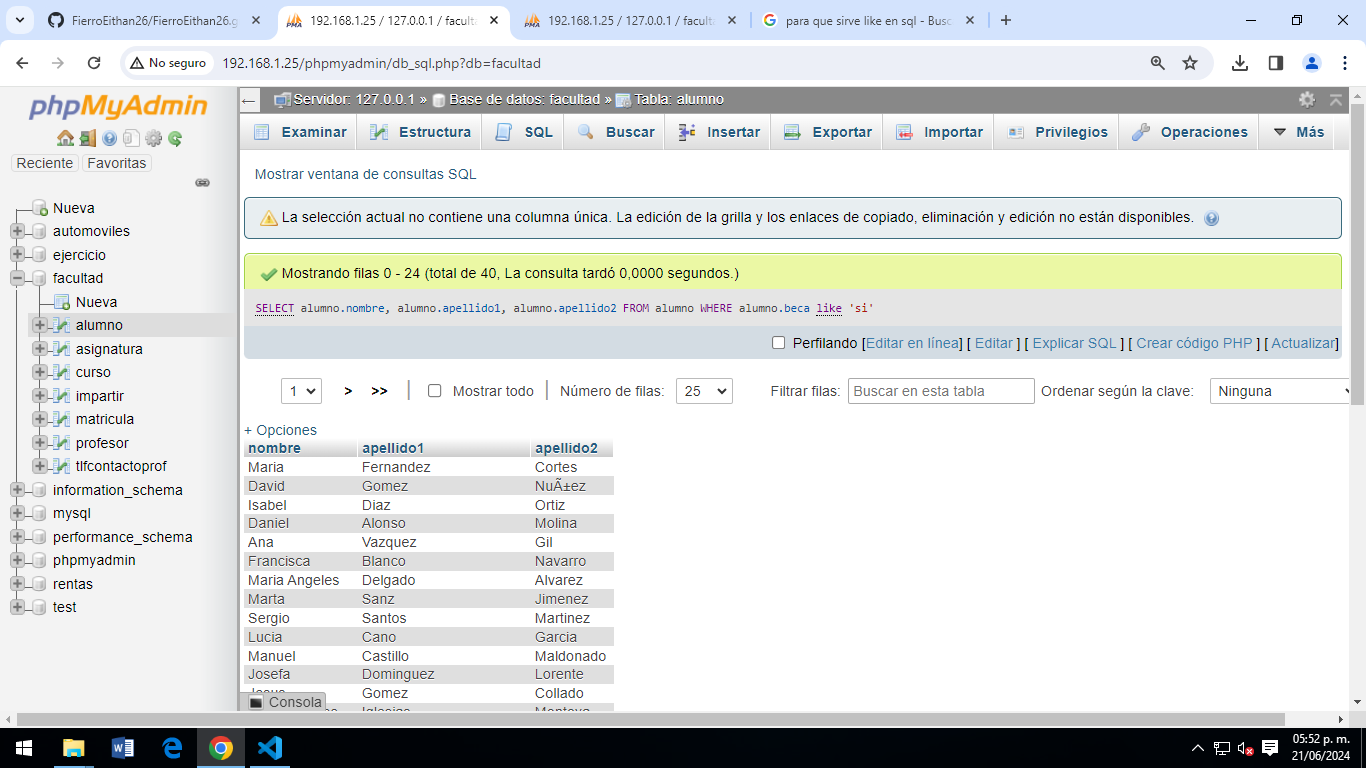 FierroEithan26/FierroEithan26.g
192.168.1.25 / 127.0.0.1 / facult
192.168.1.25 / 127.0.0.1 / facult
para que sirve like en sql - Bus
No seguro
192.168.1.25/phpmyadmin/db_sql.php?db=facultad
phpMyAdmin
Reciente Favoritas
Nueva
automoviles
ejercicio
facultad
Nueva
alumno
asignatura
curso
impartir
matricula
profesor
tlfcontactoprof
information_schema
mysql
performance_schema
phpmyadmin
rentas
test
Servidor: 127.0.0.1 » Base de datos: facultad » Tabla: alumno
Examinar Estructura SQL Buscar Insertar Exportar Importar Privilegios Operaciones Más
Mostrar ventana de consultas SQL
La selección actual no contiene una columna única. La edición de la grilla y los enlaces de copiado, eliminación y edición no están disponibles.
Mostrando filas 0 - 24 (total de 40, La consulta tardó 0,0000 segundos.)
SELECT alumno.nombre, alumno.apellido1, alumno.apellido2 FROM alumno WHERE alumno.beca like 'si'
Perfilando [Editar en línea] [ Editar ] [ Explicar SQL ] [ Crear código PHP ] [ Actualizar]
1 > >> | Mostrar todo | Número de filas: 25 Filtrar filas: Buscar en esta tabla Ordenar según la clave: Ninguna
+ Opciones
nombre apellido1 apellido2
Maria Fernandez Cortes
David Gomez NuÃ±ez
Isabel Diaz Ortiz
Daniel Alonso Molina
Ana Vazquez Gil
Francisca Blanco Navarro
Maria Angeles Delgado Alvarez
Marta Sanz Jimenez
Sergio Santos Martinez
Lucia Cano Garcia
Manuel Castillo Maldonado
Josefa Dominguez Lorente
Jesus Gomez Collado
Iglesias Montoya
Consola
05:52 p. m.
21/06/2024